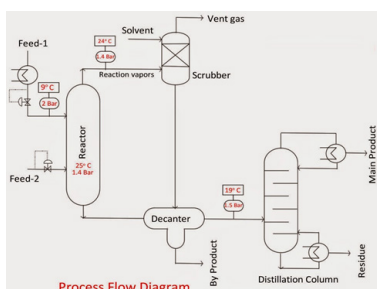 Vent gas
Solvent
24° C
1.4 Bar
Reaction vapors
Scrubber
Feed-1
9° C
2 Bar
Reactor
25° C
1.4 Bar
Feed-2
Decanter
19° C
1.5 Bar
By Product
Main Product
Residue
Distillation Column
Process Flow Diagram